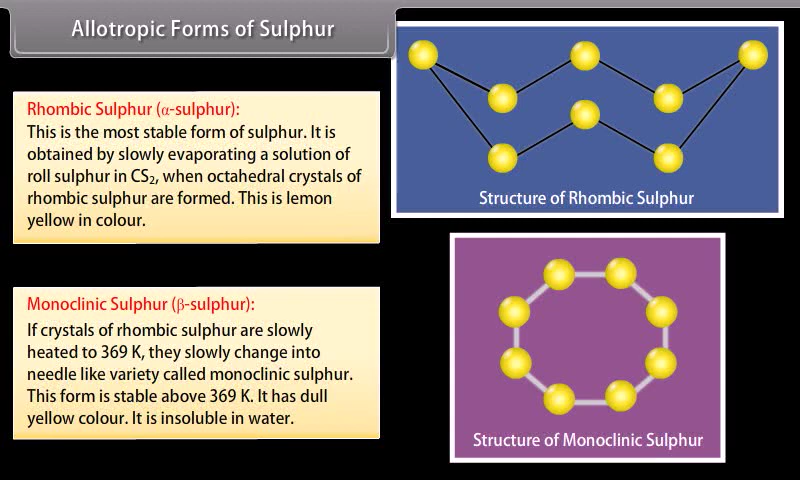 Allotropic Forms of Sulphur
Rhombic Sulphur (α-sulphur):
This is the most stable form of sulphur. It is
obtained by slowly evaporating a solution of
roll sulphur in CS₂, when octahedral crystals of
rhombic sulphur are formed. This is lemon
yellow in colour.
Structure of Rhombic Sulphur
Monoclinic Sulphur (β-sulphur):
If crystals of rhombic sulphur are slowly
heated to 369 K, they slowly change into
needle like variety called monoclinic sulphur.
This form is stable above 369 K. It has dull
yellow colour. It is insoluble in water.
Structure of Monoclinic Sulphur